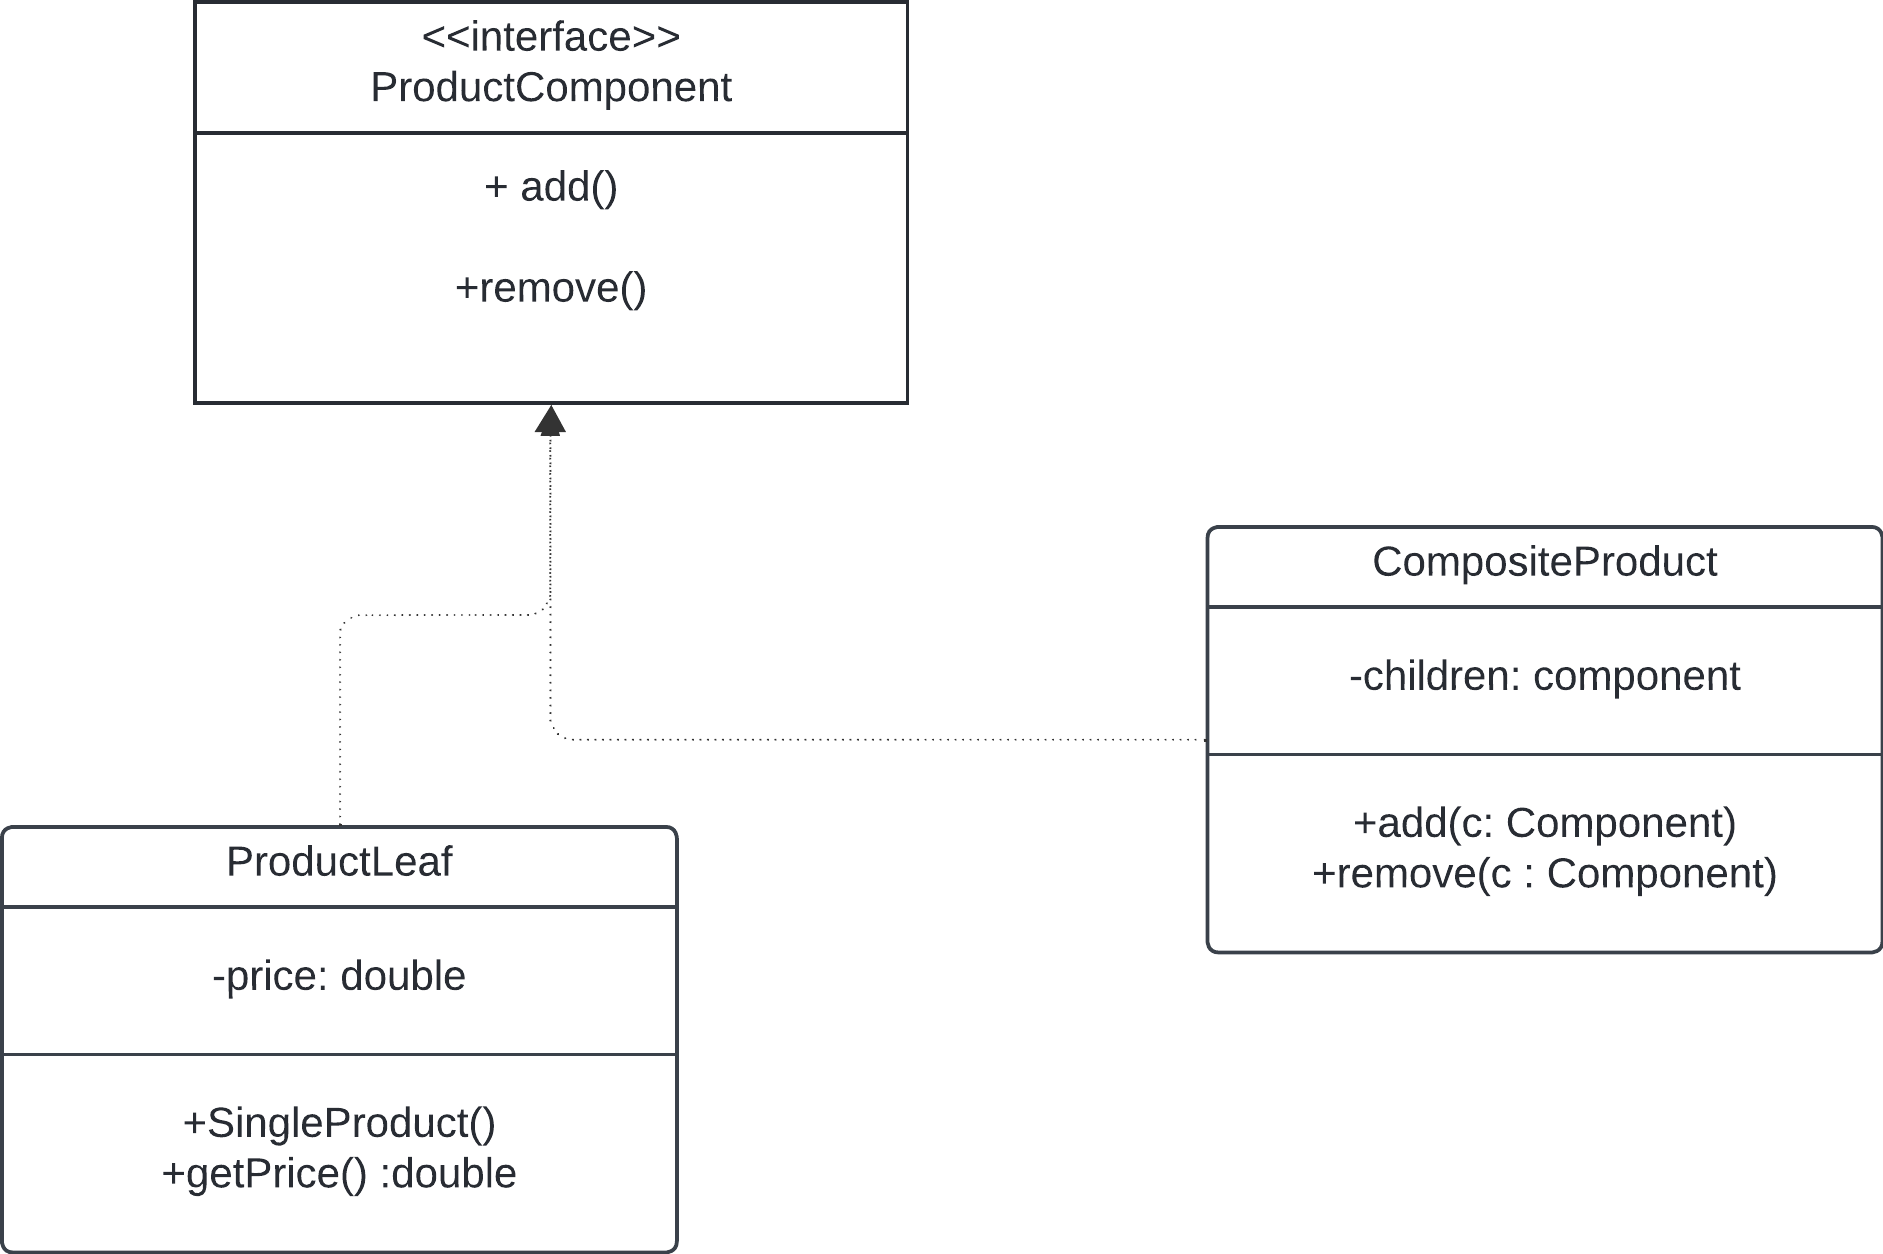 <<interface>>
ProductComponent
+ add()
+remove()
CompositeProduct
-children: component
+add(c: Component)
+remove(c : Component)
ProductLeaf
-price: double
+SingleProduct()
+getPrice() :double